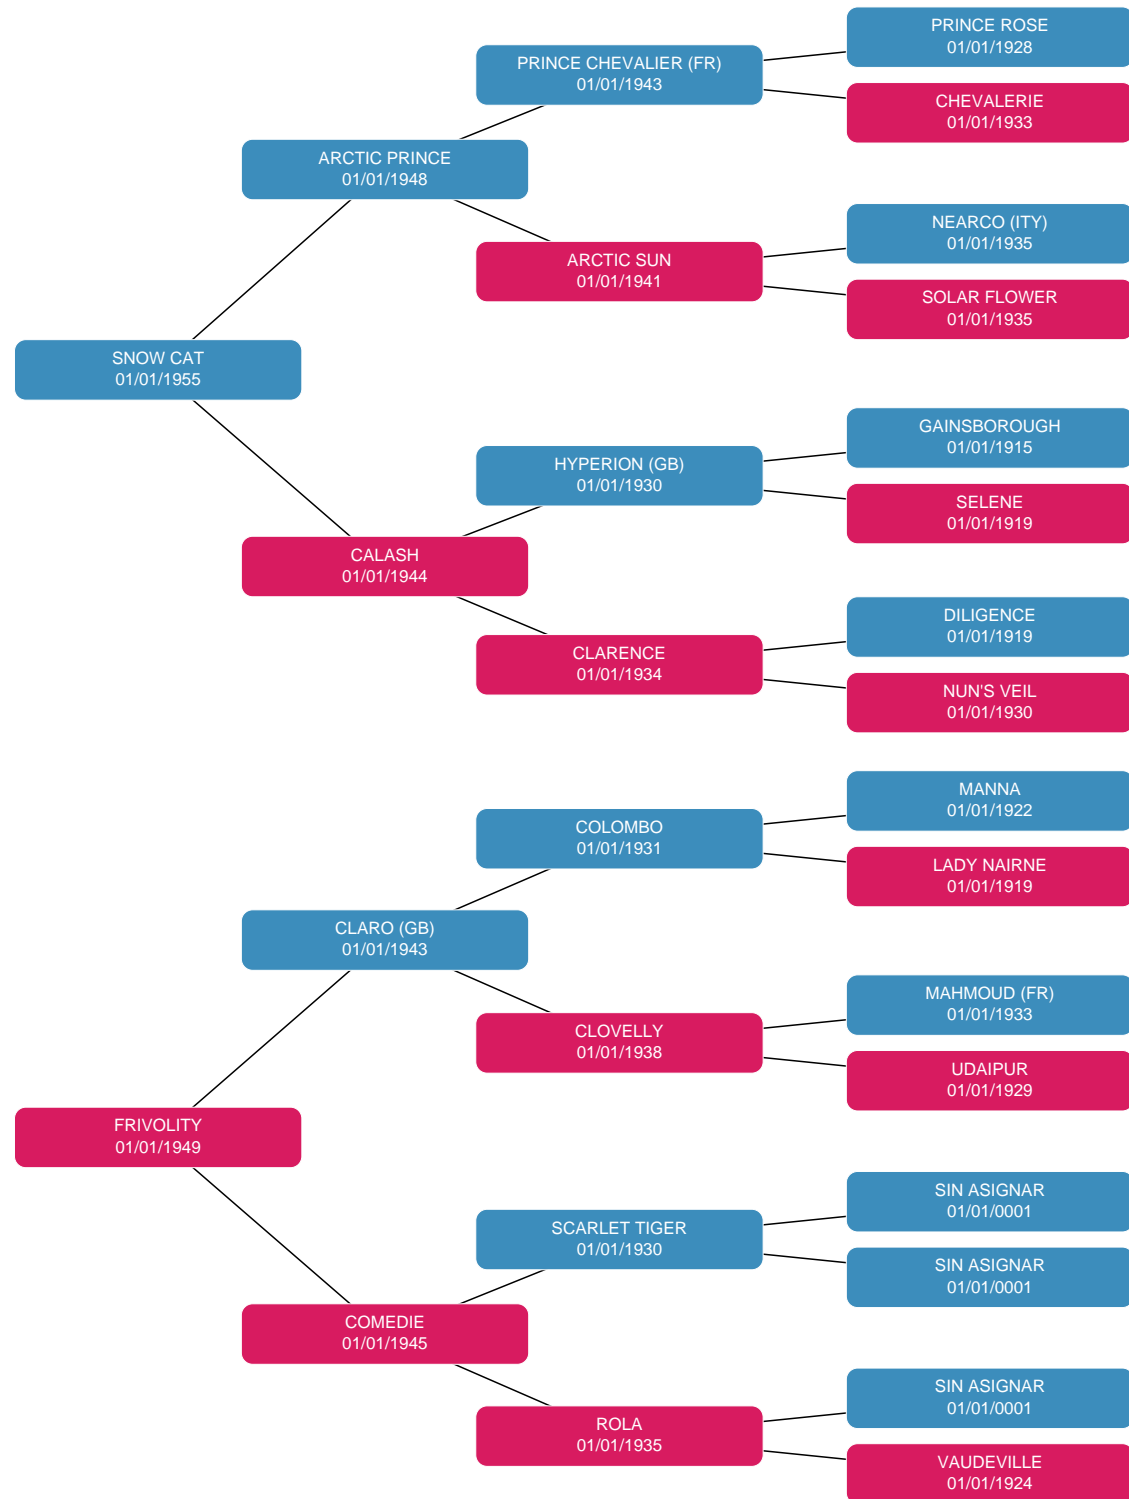 PRINCE ROSE
01/01/1928
PRINCE CHEVALIER (FR)
01/01/1943
CHEVALERIE
01/01/1933
ARCTIC PRINCE
01/01/1948
NEARCO (ITY)
01/01/1935
ARCTIC SUN
01/01/1941
SOLAR FLOWER
01/01/1935
SNOW CAT
01/01/1955
GAINSBOROUGH
01/01/1915
HYPERION (GB)
01/01/1930
SELENE
01/01/1919
CALASH
01/01/1944
DILIGENCE
01/01/1919
CLARENCE
01/01/1934
NUN'S VEIL
01/01/1930
MANNA
01/01/1922
COLOMBO
01/01/1931
LADY NAIRNE
01/01/1919
CLARO (GB)
01/01/1943
MAHMOUD (FR)
01/01/1933
CLOVELLY
01/01/1938
UDAIPUR
01/01/1929
FRIVOLITY
01/01/1949
SIN ASIGNAR
01/01/0001
SCARLET TIGER
01/01/1930
SIN ASIGNAR
01/01/0001
COMEDIE
01/01/1945
SIN ASIGNAR
01/01/0001
ROLA
01/01/1935
VAUDEVILLE
01/01/1924